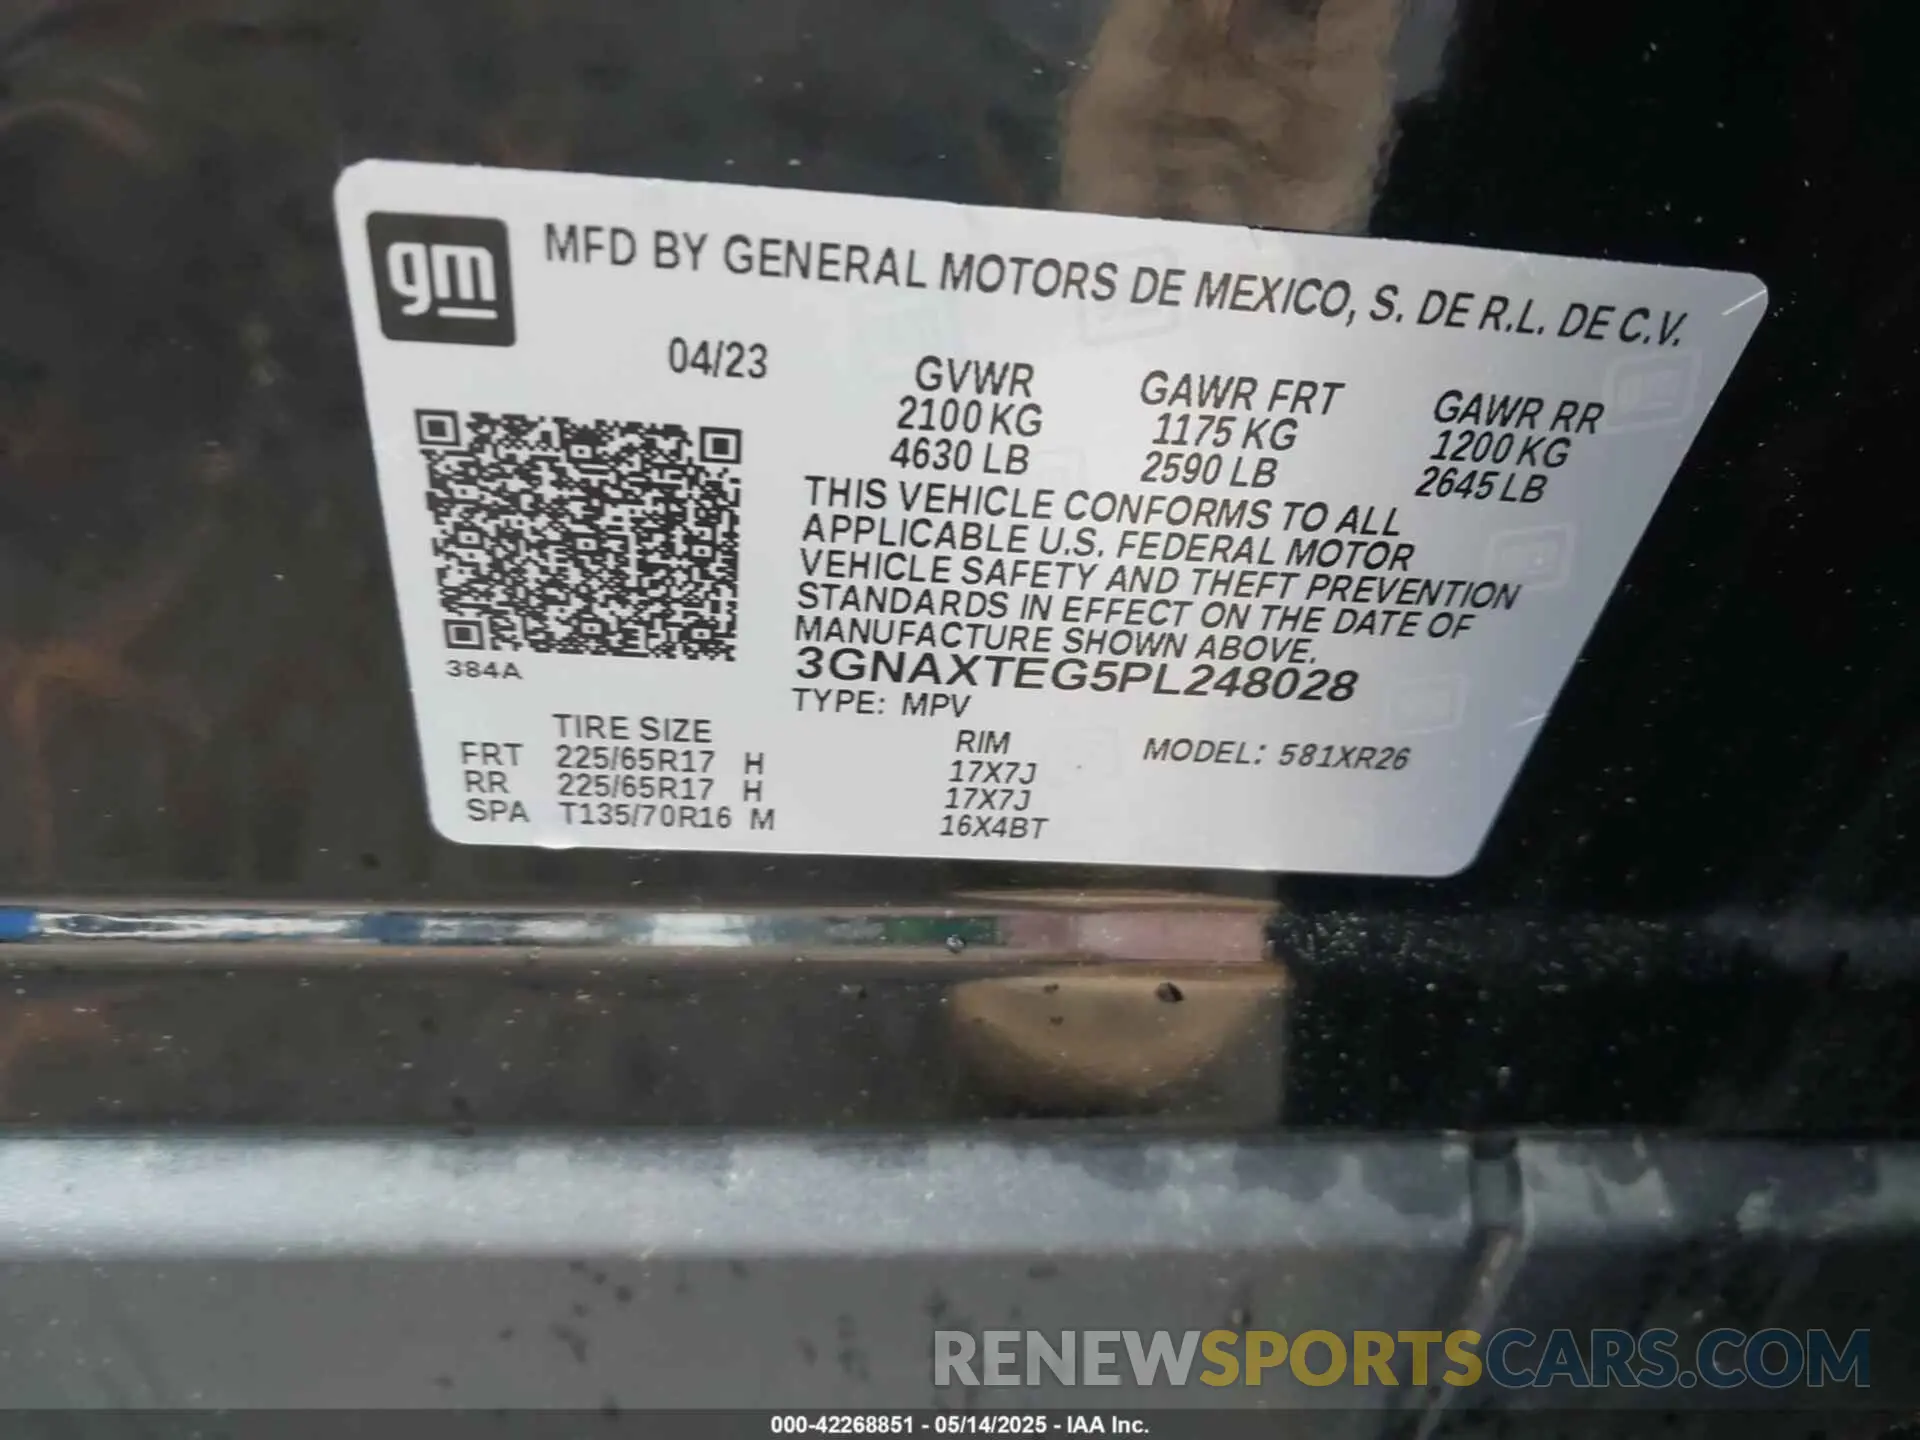 gm
MFD BY GENERAL MOTORS DE MEXICO, S. DE R.L. DE C.V.
04/23
GVWR GAWR FRT GAWR RR
2100 KG 1175 KG 1200 KG
4630 LB 2590 LB 2645 LB
THIS VEHICLE CONFORMS TO ALL
APPLICABLE U.S. FEDERAL MOTOR
VEHICLE SAFETY AND THEFT PREVENTION
STANDARDS IN EFFECT ON THE DATE OF
MANUFACTURE SHOWN ABOVE.
384A
3GNAXTEG5PL248028
TYPE: MPV
TIRE SIZE RIM MODEL: 581XR26
FRT 225/65R17 H 17X7J
RR 225/65R17 H 17X7J
SPA T135/70R16 M 16X4BT
RENEWSPORTSCARS.COM
000-42268851 - 05/14/2025 - IAA Inc.